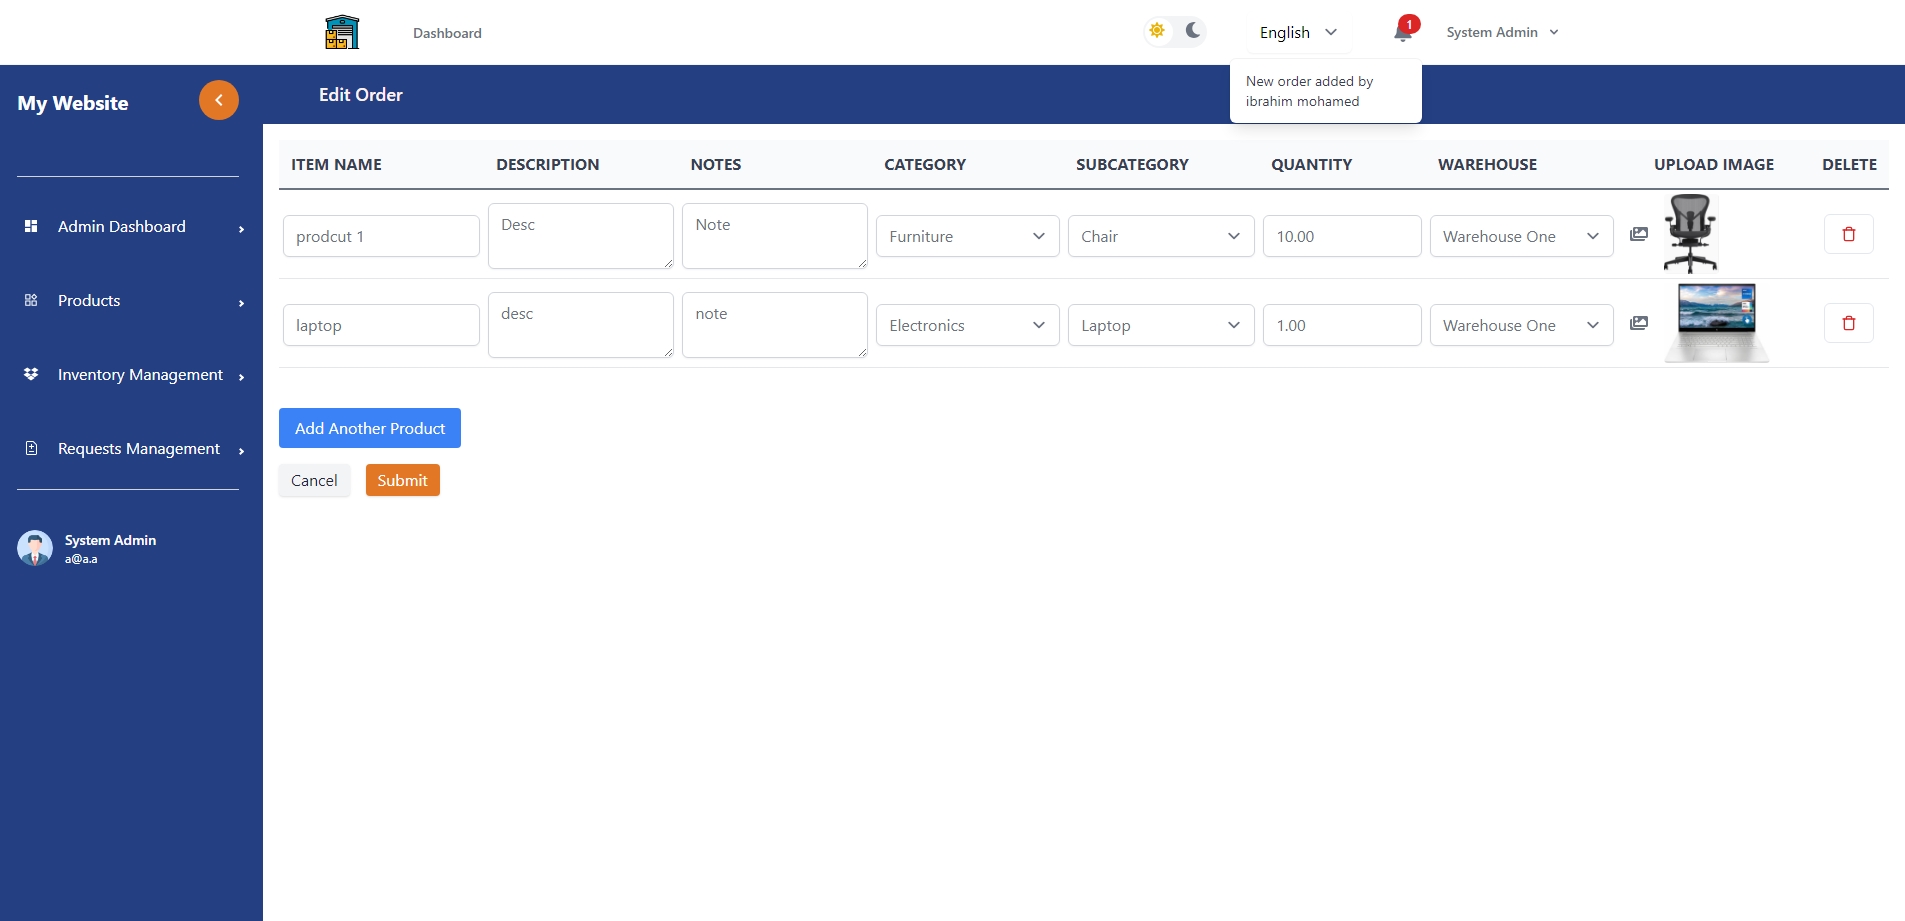 Dashboard
English
1
System Admin
New order added by
ibrahim mohamed
My Website
Edit Order
ITEM NAME DESCRIPTION NOTES CATEGORY SUBCATEGORY QUANTITY WAREHOUSE UPLOAD IMAGE DELETE
prodcut 1 Desc Note Furniture Chair 10.00 Warehouse One
laptop desc note Electronics Laptop 1.00 Warehouse One
Add Another Product
Cancel Submit
Admin Dashboard
Products
Inventory Management
Requests Management
System Admin
a@a.a